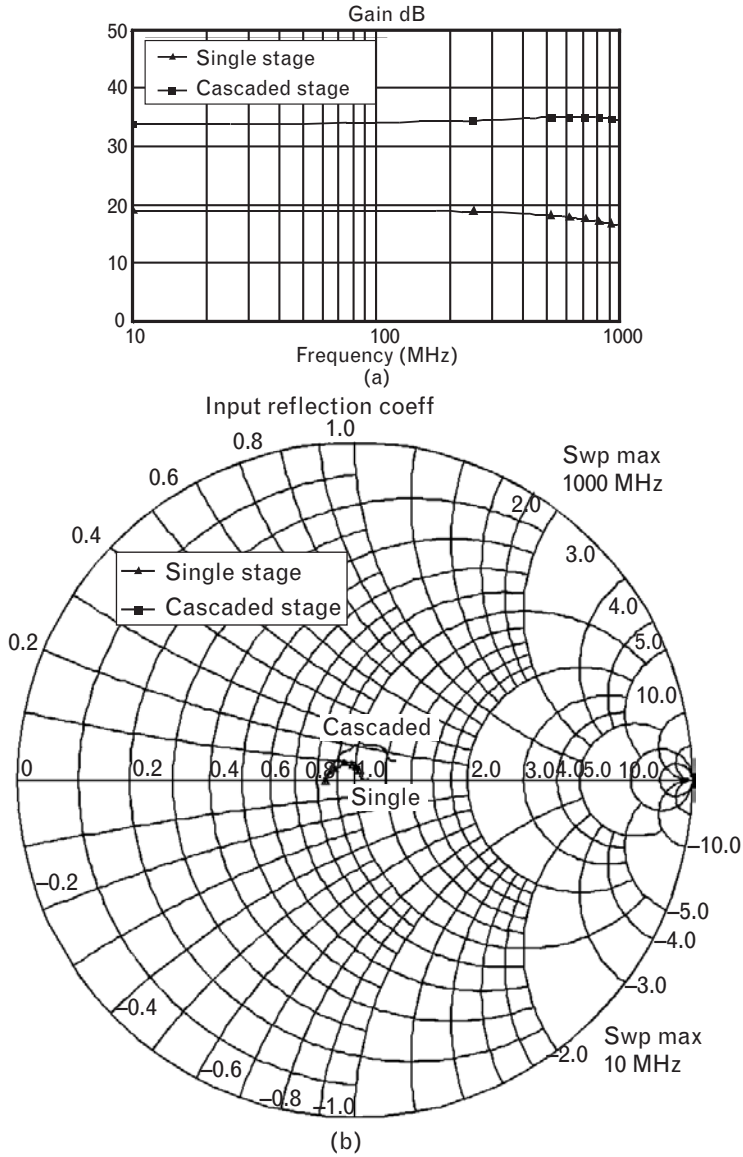 Gain dB
50
Single stage
Cascaded stage
40
30
20
10
0
10
100
1000
Frequency (MHz)
(a)
Input reflection coeff
1.0
0.8
0.6
0.4
0.2
Swp max
1000 MHz
2.0
3.0
4.0
5.0
10.0
Single stage
Cascaded stage
Cascaded
0
0.2
0.4
0.6
0.8
1.0
2.0
3.0
4.0
5.0
10.0
Single
–10.0
–0.2
–5.0
–4.0
–3.0
–0.4
–2.0
–0.6
–0.8
–1.0
Swp max
10 MHz
(b)